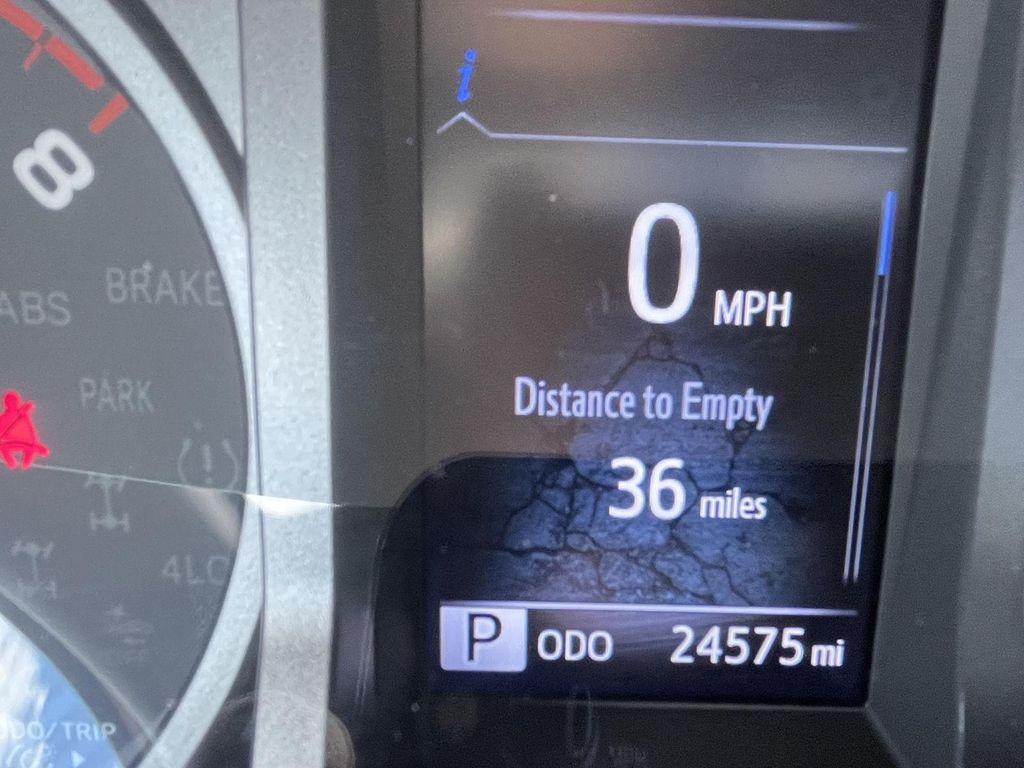 i
8
0 MPH
BRAKE
ABS
Distance to Empty
PARK
36 miles
4LO
P ODO 24575 mi
ODO/TRIP